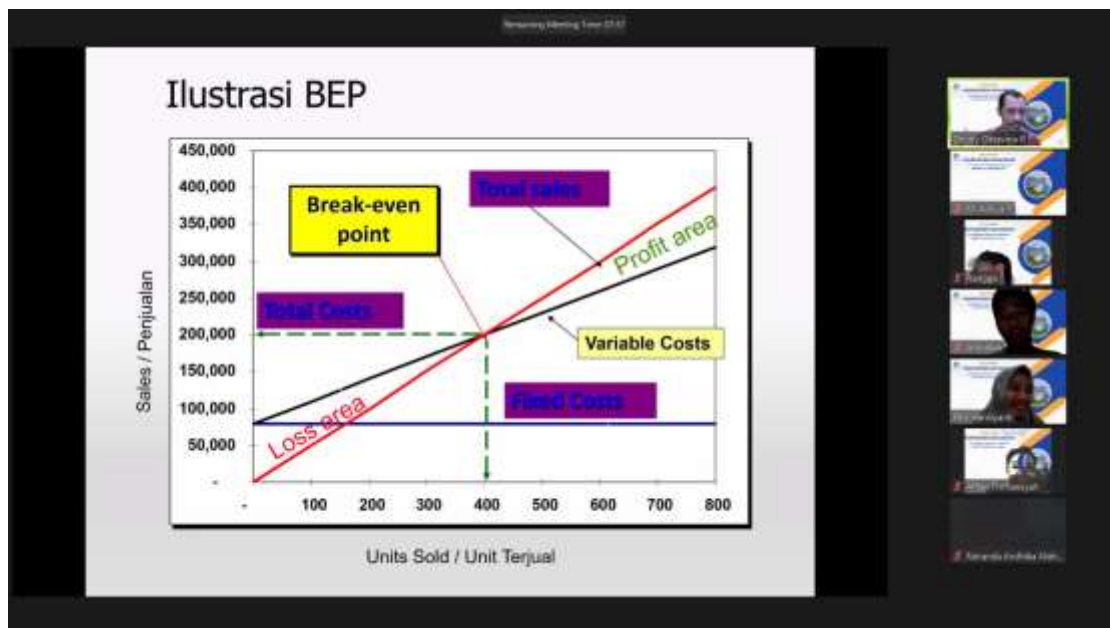 Ilustrasi BEP
450,000
400,000
350,000
300,000
250,000
200,000
150,000
100,000
50,000
-
Sales / Penjualan
Break-even
point
Total sales
Profit area
Total Costs
Variable Costs
Fixed Costs
Loss area
- 100 200 300 400 500 600 700 800
Units Sold / Unit Terjual